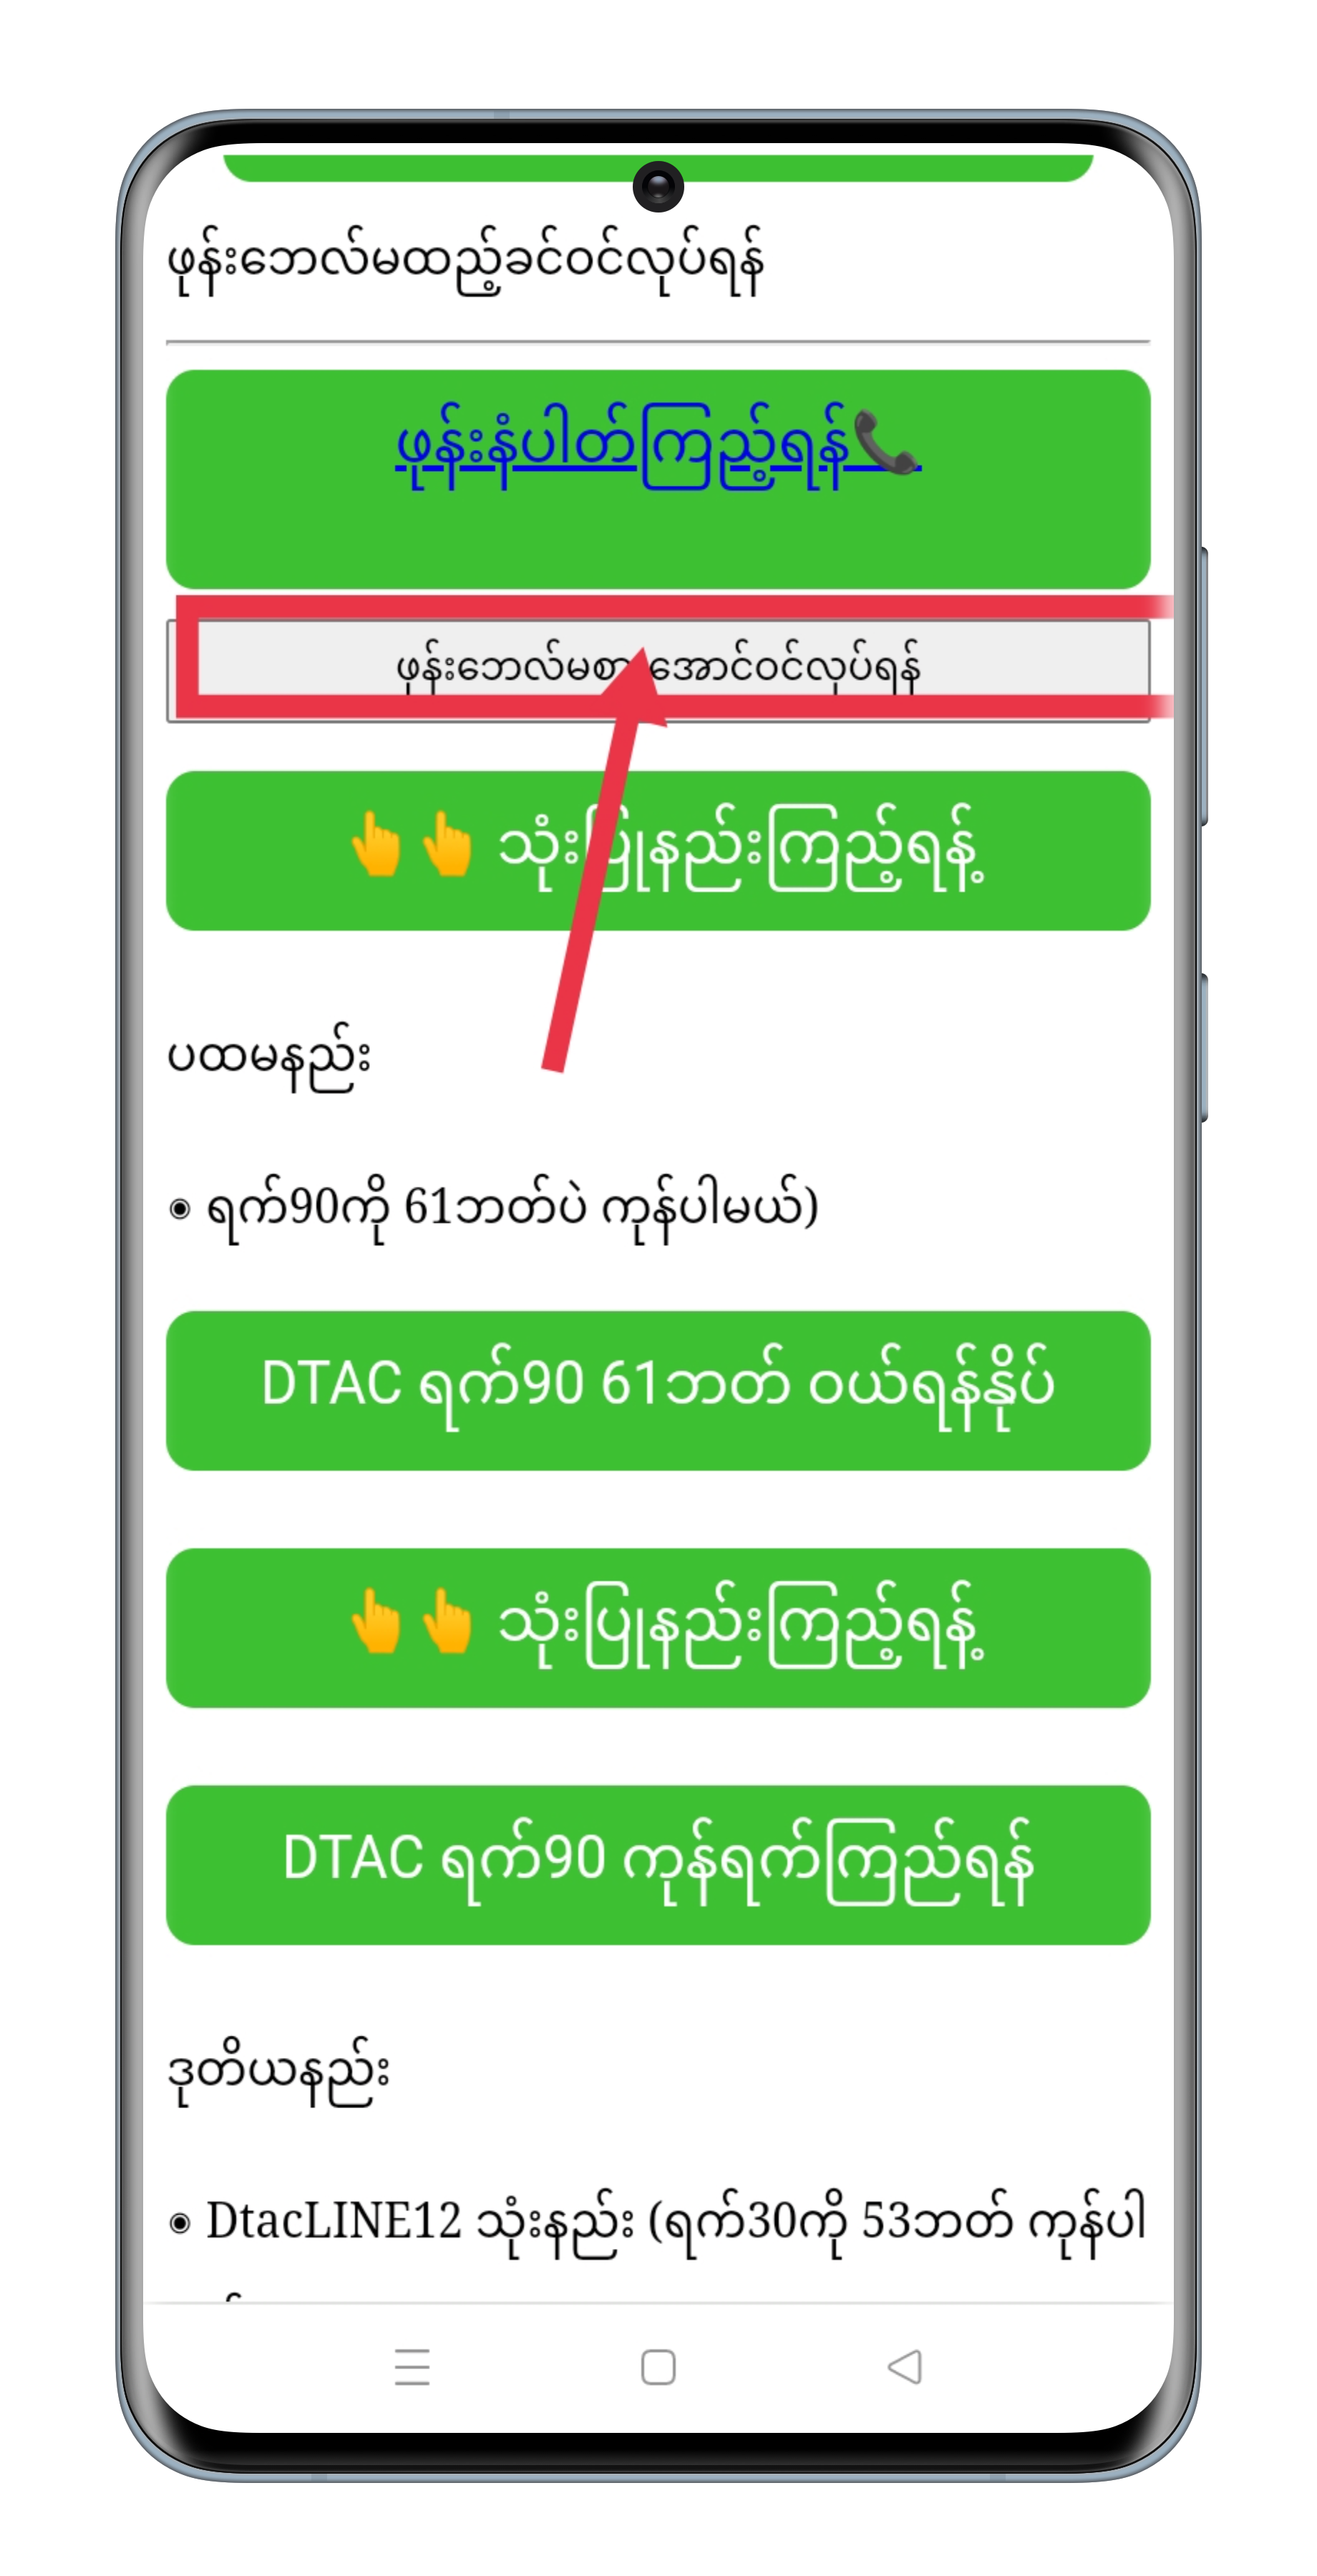 ဖုန်းဘေလ်မထည့်ခင်ဝင်လုပ်ရန်
ဖုန်းနံပါတ်ကြည့်ရန်📞
ဖုန်းဘေလ်မစားအောင်ဝင်လုပ်ရန်
👆👆 သုံးပြုနည်းကြည့်ရန့်
ပထမနည်း
◉ ရက်90ကို 61ဘတ်ပဲ ကုန်ပါမယ်)
DTAC ရက်90 61ဘတ် ဝယ်ရန်နှိပ်
👆👆 သုံးပြုနည်းကြည့်ရန့်
DTAC ရက်90 ကုန်ရက်ကြည်ရန်
ဒုတိယနည်း
◉ DtacLINE12 သုံးနည်း (ရက်30ကို 53ဘတ် ကုန်ပါ